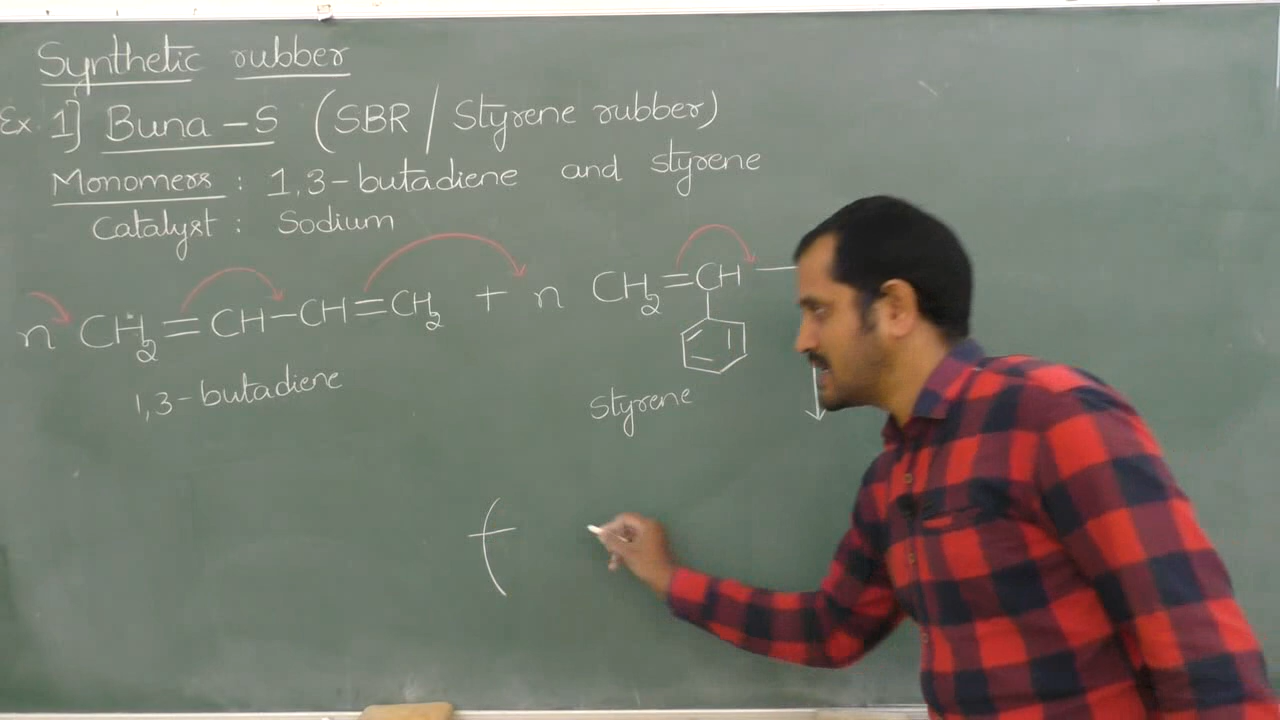 Synthetic rubber
Ex. 1] Buna-S (SBR / Styrene rubber)
Monomers : 1,3-butadiene and styrene
Catalyst : Sodium
n CH₂=CH-CH=CH₂ + n CH₂=CH
1,3-butadiene
Styrene
(